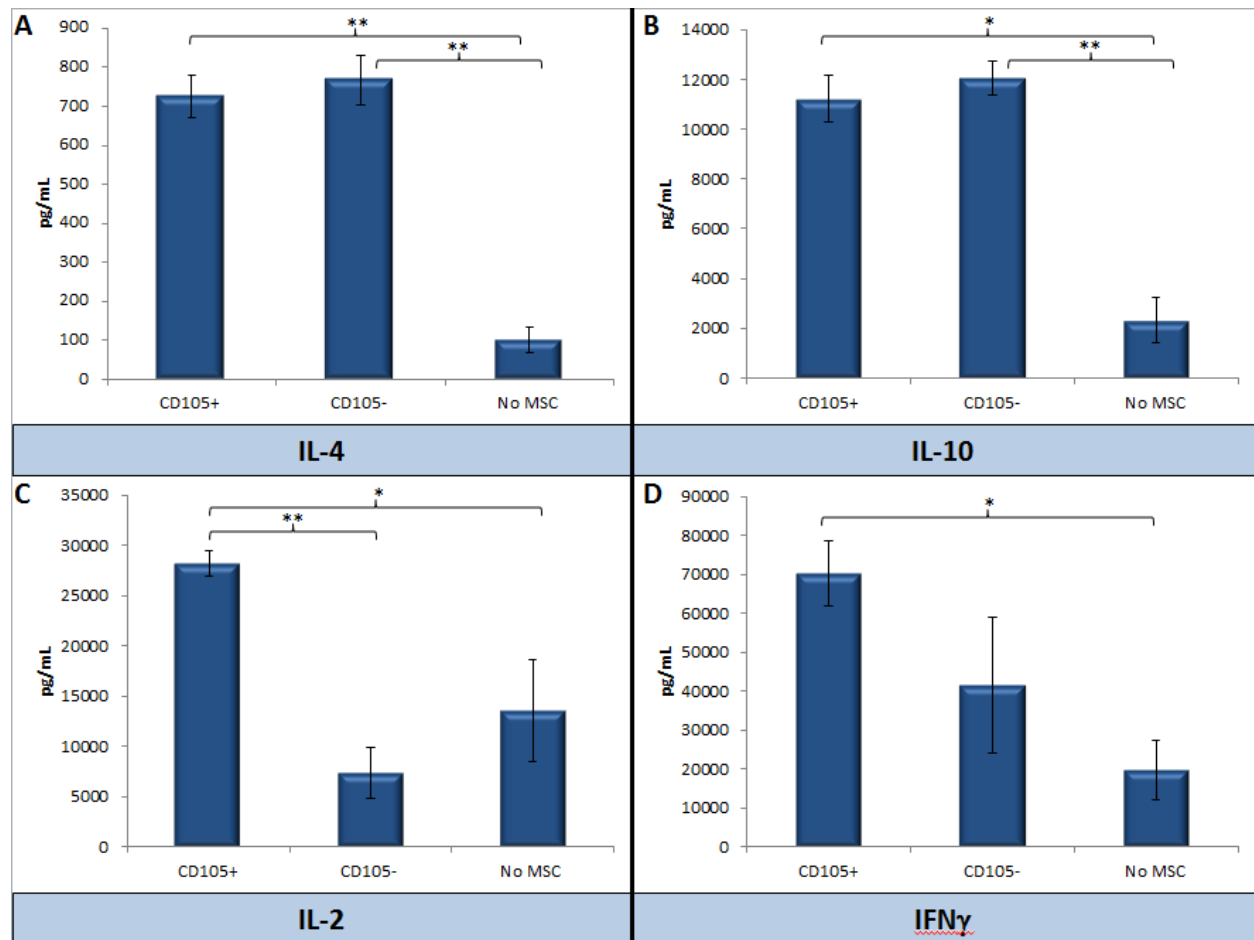 A
900
800
700
600
500
400
300
200
100
0
pg/mL
**
**
CD105+ CD105- No MSC
IL-4
B
14000
12000
10000
8000
6000
4000
2000
0
pg/mL
*
**
CD105+ CD105- No MSC
IL-10
C
35000
30000
25000
20000
15000
10000
5000
0
pg/mL
*
**
CD105+ CD105- No MSC
IL-2
D
90000
80000
70000
60000
50000
40000
30000
20000
10000
0
pg/mL
*
CD105+ CD105- No MSC
IFNγ